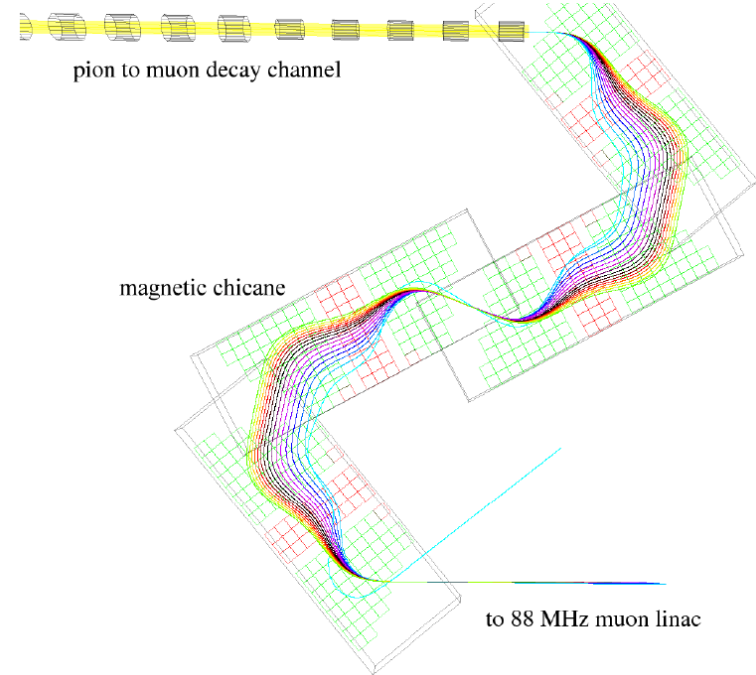 pion to muon decay channel
magnetic chicane
to 88 MHz muon linac